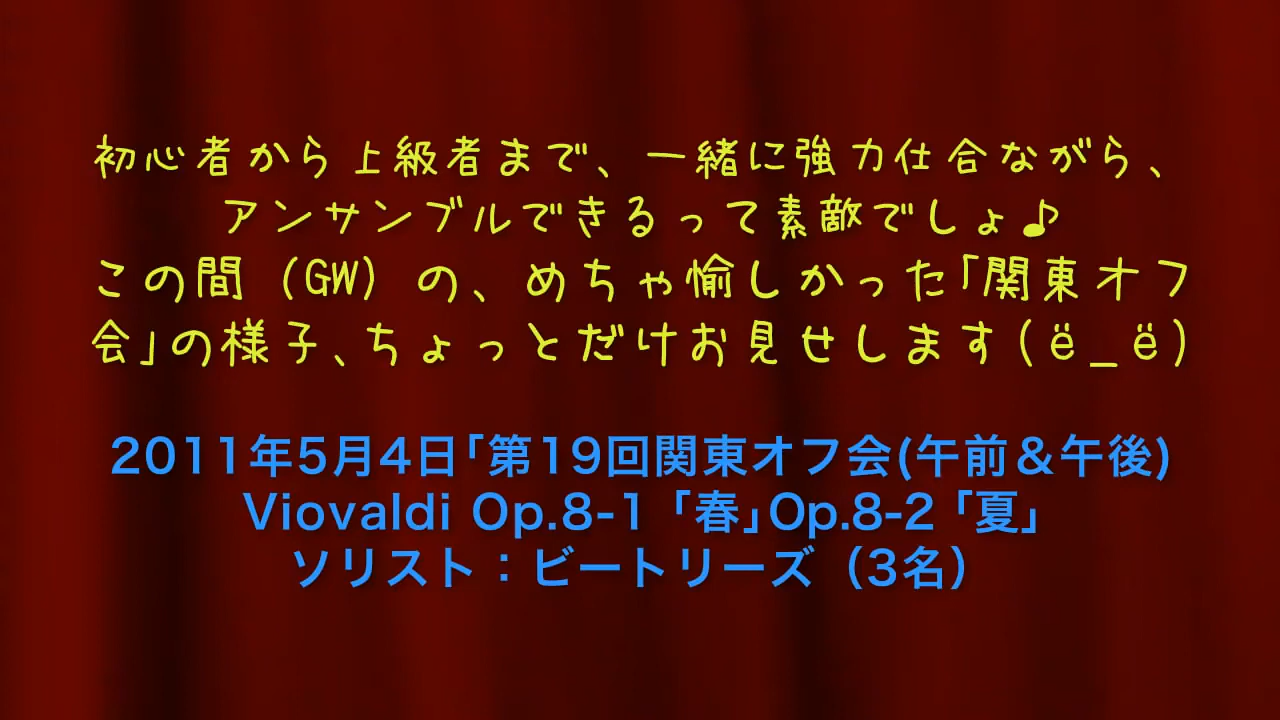 初心者から上級者まで、一緒に強力仕合ながら、
アンサンブルできるって素敵でしょ♪
この間（GW）の、めちゃ愉しかった「関東オフ
会」の様子、ちょっとだけお見せします(ё_ё)
2011年5月4日「第19回関東オフ会(午前＆午後)
Viovaldi Op.8-1「春」Op.8-2「夏」
ソリスト：ビートリーズ（3名）